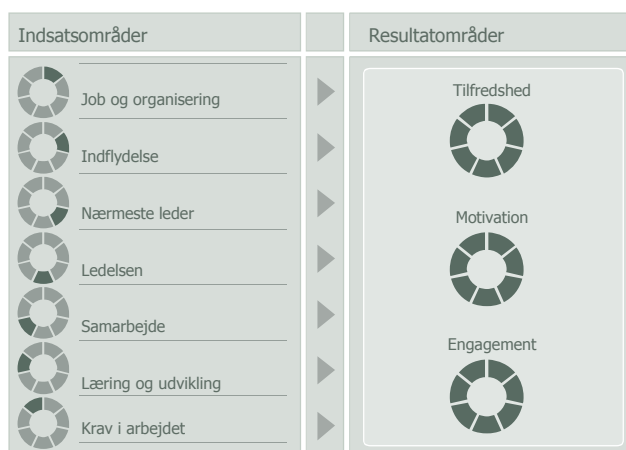 Indsatsområder
Resultatområder
Job og organisering
Indflydelse
Nærmeste leder
Ledelsen
Samarbejde
Læring og udvikling
Krav i arbejdet
Tilfredshed
Motivation
Engagement